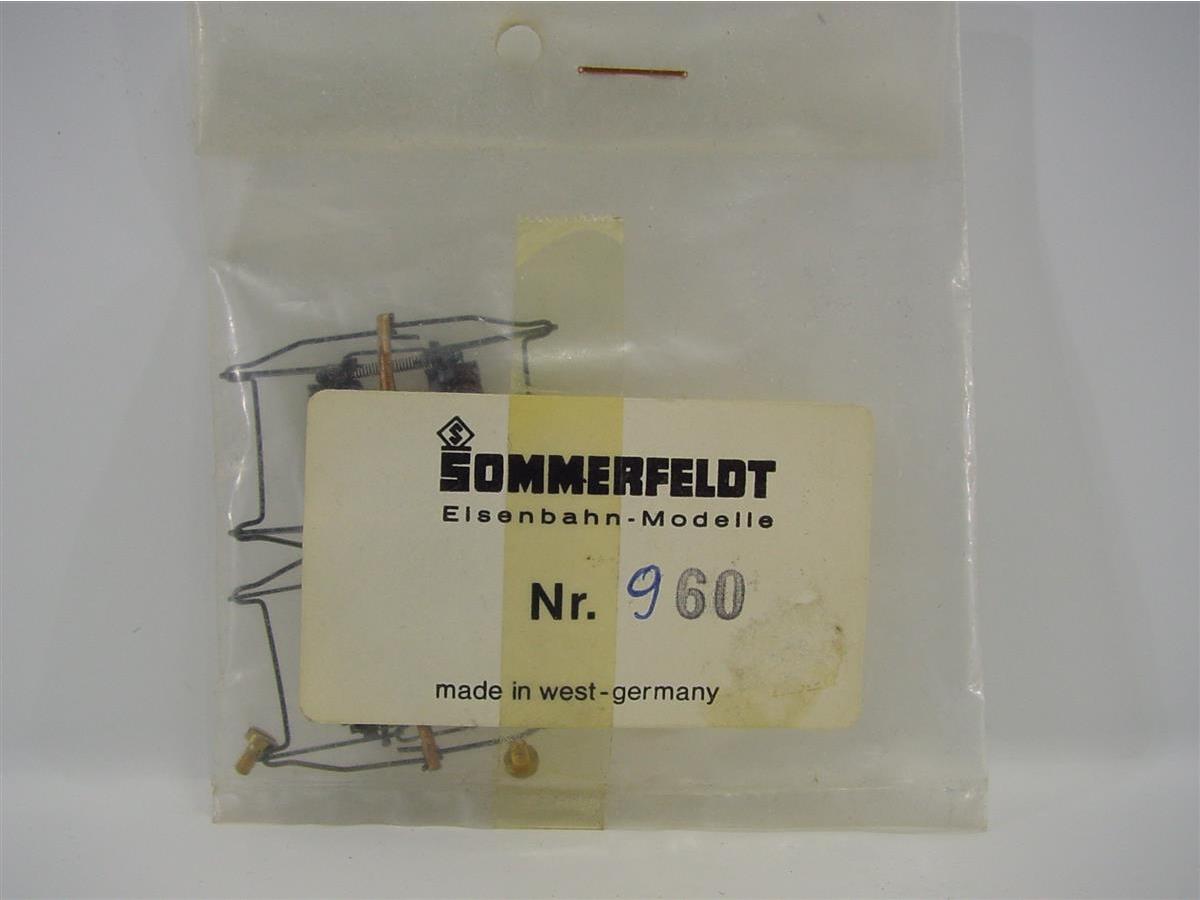 S
SOMMERFELDT
Eisenbahn-Modelle
Nr. 960
made in west-germany